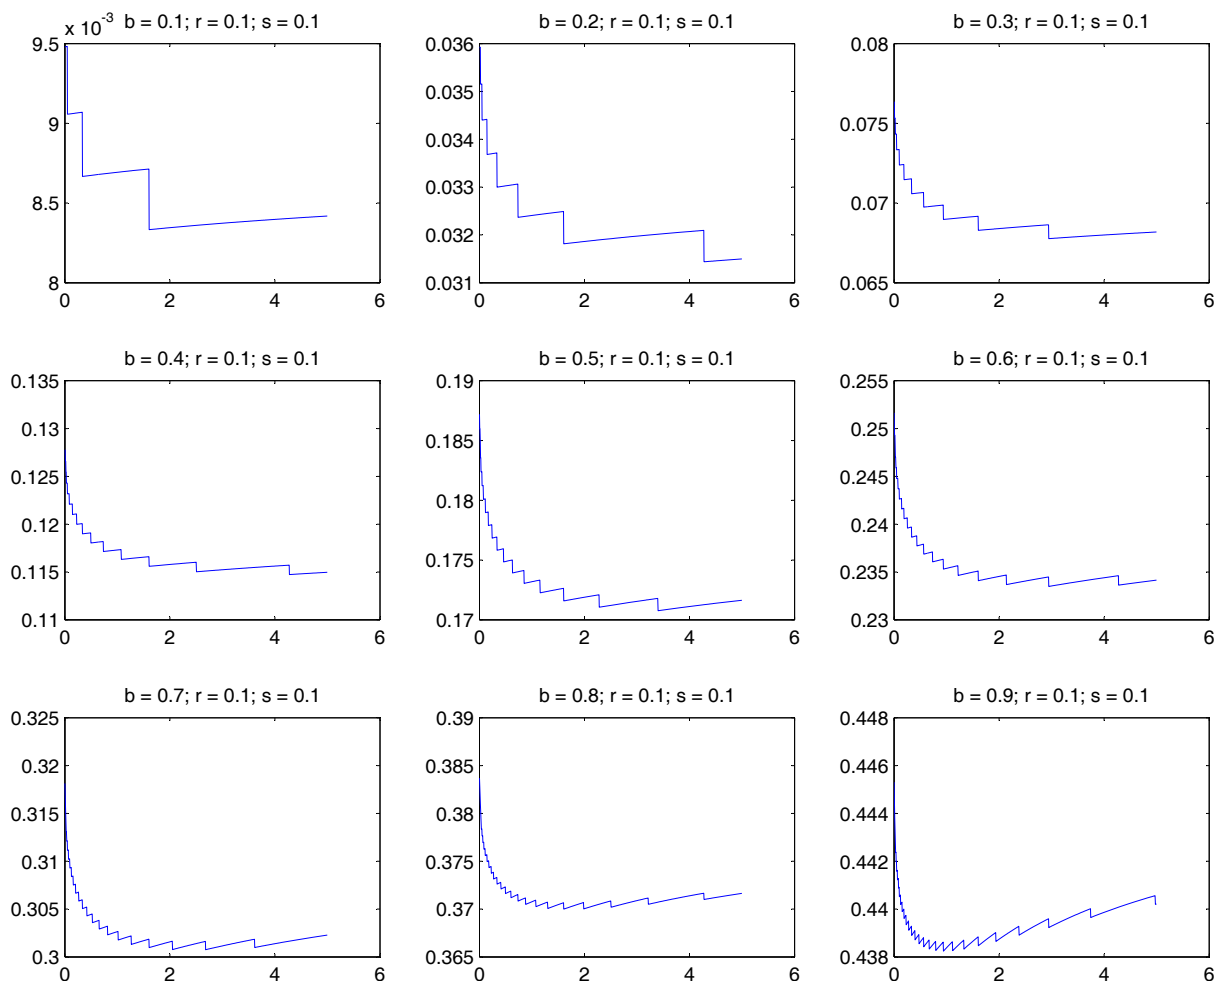 b = 0.1; r = 0.1; s = 0.1
x 10^-3
9.5
9
8.5
8
0 2 4 6
b = 0.2; r = 0.1; s = 0.1
0.036
0.035
0.034
0.033
0.032
0.031
0 2 4 6
b = 0.3; r = 0.1; s = 0.1
0.08
0.075
0.07
0.065
0 2 4 6
b = 0.4; r = 0.1; s = 0.1
0.135
0.13
0.125
0.12
0.115
0.11
0 2 4 6
b = 0.5; r = 0.1; s = 0.1
0.19
0.185
0.18
0.175
0.17
0 2 4 6
b = 0.6; r = 0.1; s = 0.1
0.255
0.25
0.245
0.24
0.235
0.23
0 2 4 6
b = 0.7; r = 0.1; s = 0.1
0.325
0.32
0.315
0.31
0.305
0.3
0 2 4 6
b = 0.8; r = 0.1; s = 0.1
0.39
0.385
0.38
0.375
0.37
0.365
0 2 4 6
b = 0.9; r = 0.1; s = 0.1
0.448
0.446
0.444
0.442
0.44
0.438
0 2 4 6